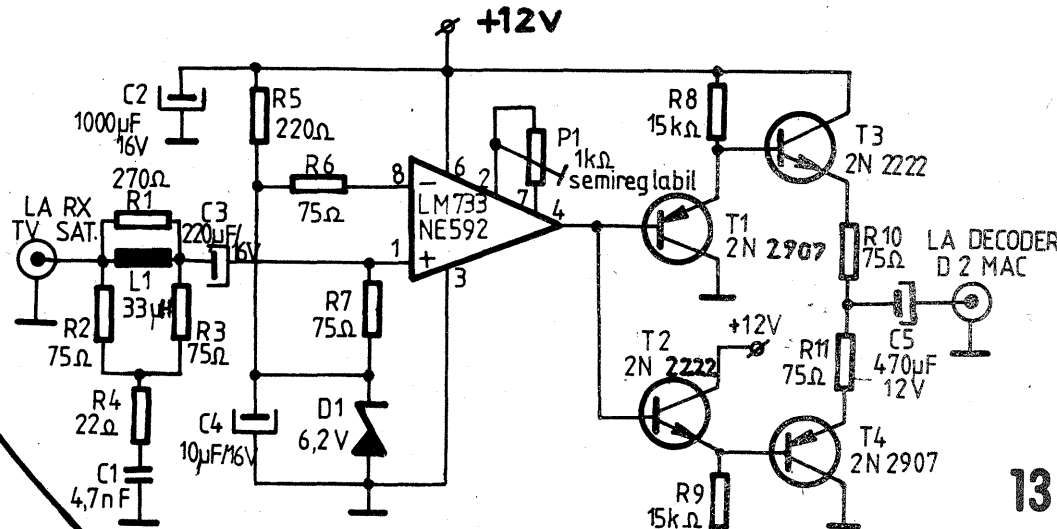 +12V
C2
1000µF
16V
R5
220Ω
R8
15kΩ
T3
2N 2222
P1
1kΩ
semireglabil
R6
75Ω
8
−
6
2
7
4
LM733
NE592
1
+
3
270Ω
R1
LA RX
TV SAT.
C3
220µF/
16V
L1
33µH
R2
75Ω
R3
75Ω
R7
75Ω
T1
2N 2907
R10
75Ω
LA DECODER
D 2 MAC
C5
470µF
12V
T2
2N 2222
+12V
R11
75Ω
R4
22Ω
C1
4,7nF
C4
10µF/16V
D1
6,2V
T4
2N 2907
R9
15kΩ
13